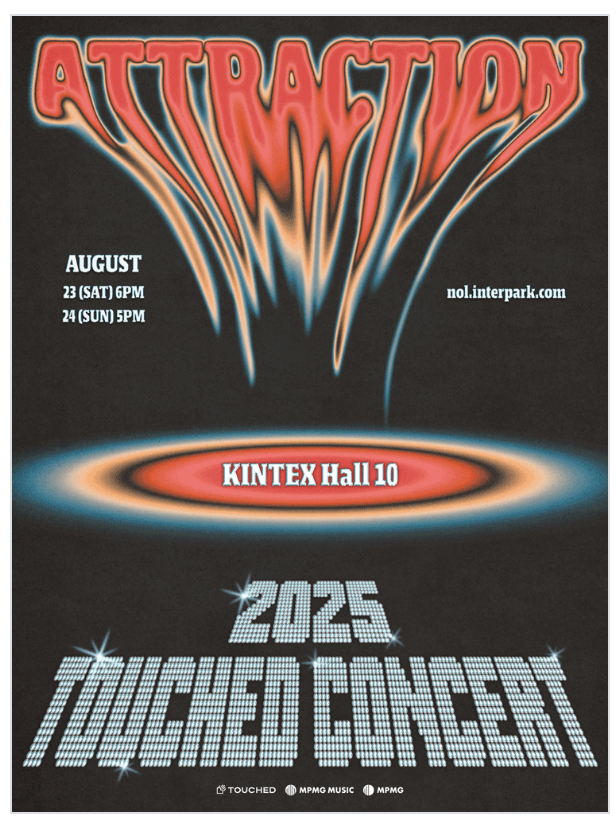 ATTRACTION
AUGUST
23 (SAT) 6PM
24 (SUN) 5PM
nol.interpark.com
KINTEX Hall 10
2025
TOUCHED CONCERT
TOUCHED MPMG MUSIC MPMG